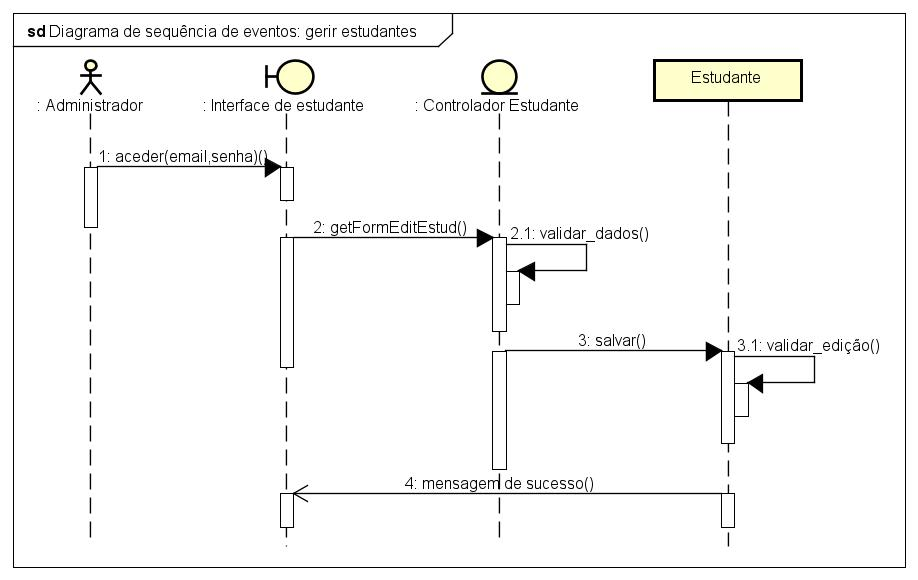 sd Diagrama de sequência de eventos: gerir estudantes
: Administrador
: Interface de estudante
: Controlador Estudante
Estudante
1: aceder(email,senha)()
2: getFormEditEstud()
2.1: validar_dados()
3: salvar()
3.1: validar_edição()
4: mensagem de sucesso()